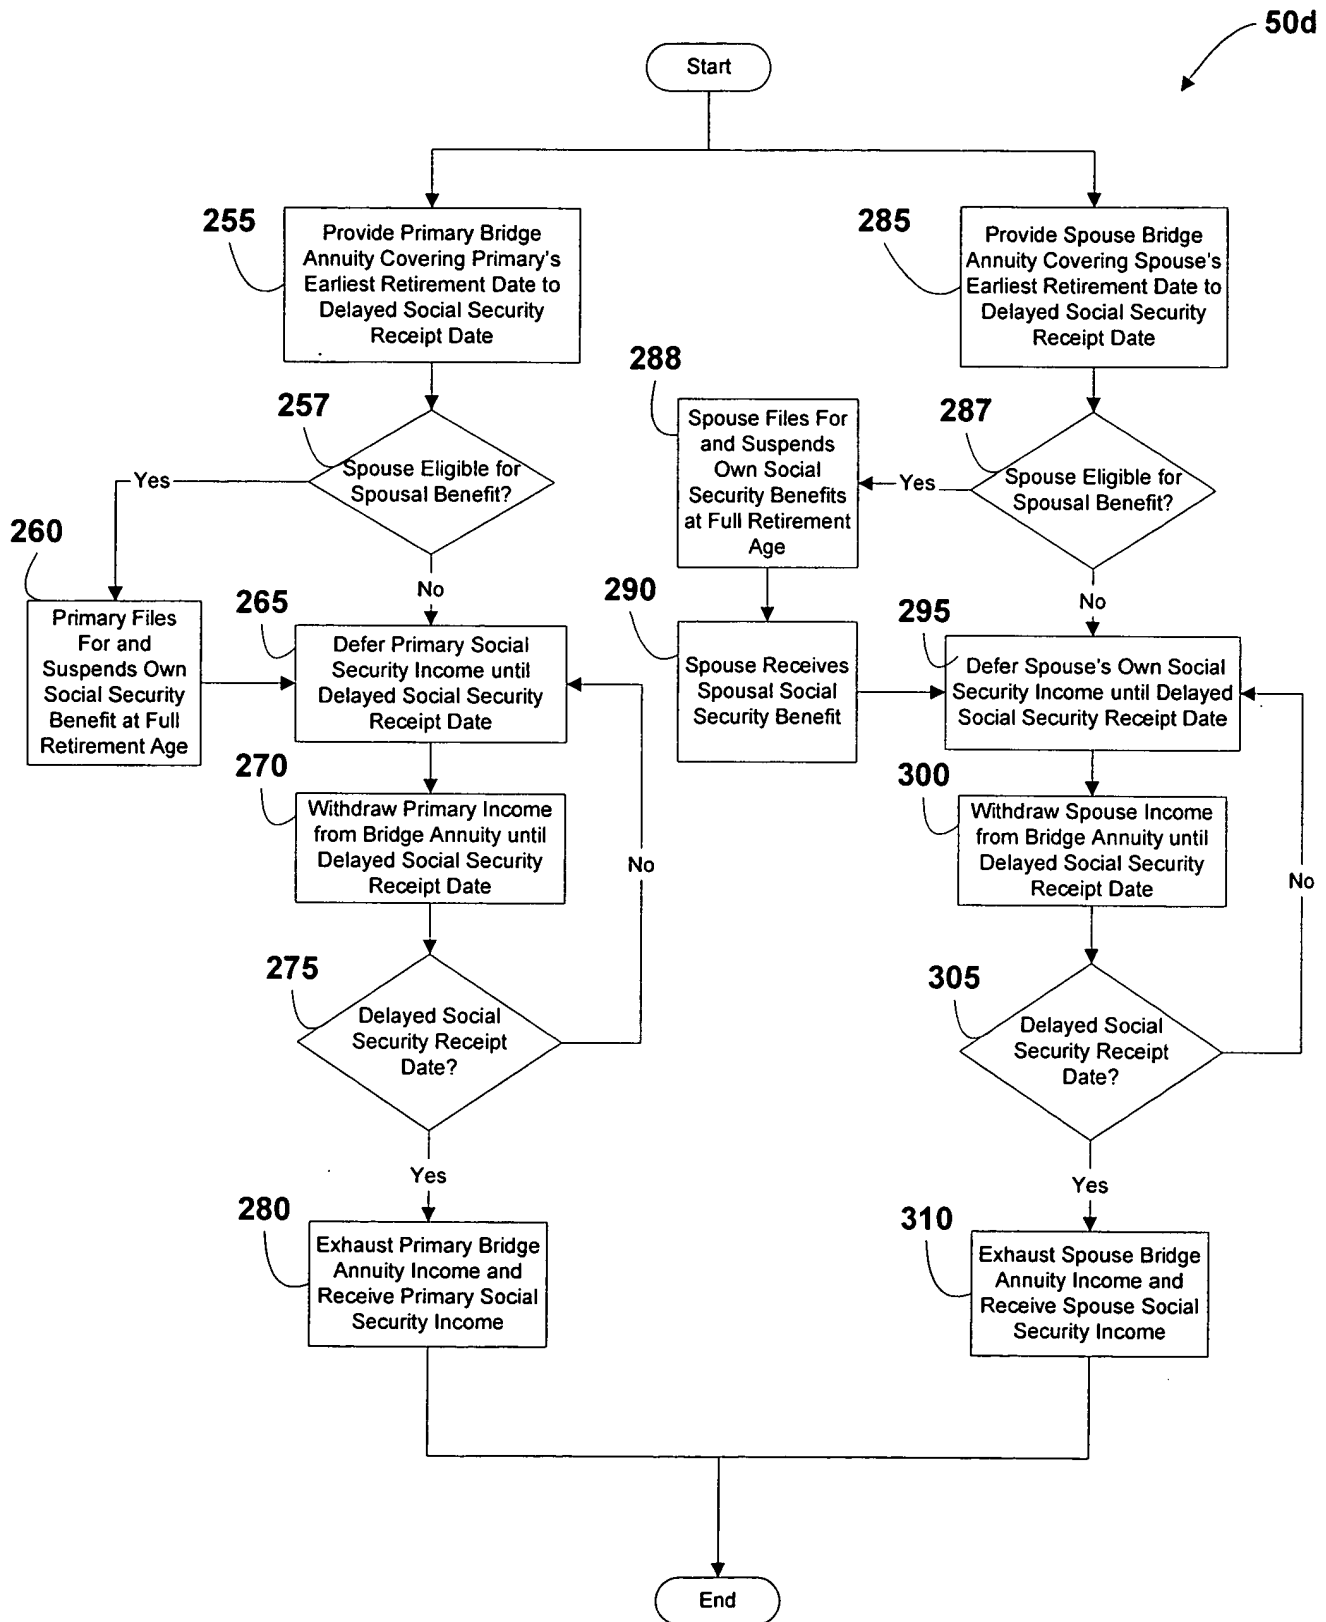 50d
Start
255
Provide Primary Bridge
Annuity Covering Primary's
Earliest Retirement Date to
Delayed Social Security
Receipt Date
257
Spouse Eligible for
Spousal Benefit?
Yes
No
260
Primary Files
For and
Suspends Own
Social Security
Benefit at Full
Retirement Age
265
Defer Primary Social
Security Income until
Delayed Social Security
Receipt Date
270
Withdraw Primary Income
from Bridge Annuity until
Delayed Social Security
Receipt Date
No
275
Delayed Social
Security Receipt
Date?
Yes
280
Exhaust Primary Bridge
Annuity Income and
Receive Primary Social
Security Income
285
Provide Spouse Bridge
Annuity Covering Spouse's
Earliest Retirement Date to
Delayed Social Security
Receipt Date
287
Spouse Eligible for
Spousal Benefit?
Yes
No
288
Spouse Files For
and Suspends
Own Social
Security Benefits
at Full Retirement
Age
290
Spouse Receives
Spousal Social
Security Benefit
295
Defer Spouse's Own Social
Security Income until Delayed
Social Security Receipt Date
300
Withdraw Spouse Income
from Bridge Annuity until
Delayed Social Security
Receipt Date
No
305
Delayed Social
Security Receipt
Date?
Yes
310
Exhaust Spouse Bridge
Annuity Income and
Receive Spouse Social
Security Income
End